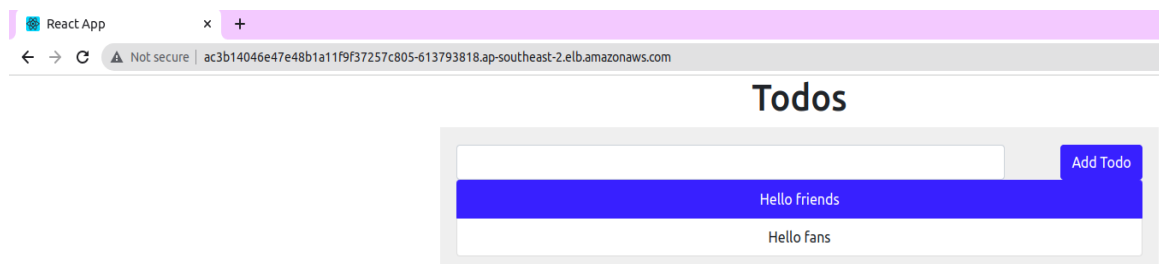 React App
Not secure | ac3b14046e47e48b1a11f9f37257c805-613793818.ap-southeast-2.elb.amazonaws.com
Todos
Add Todo
Hello friends
Hello fans